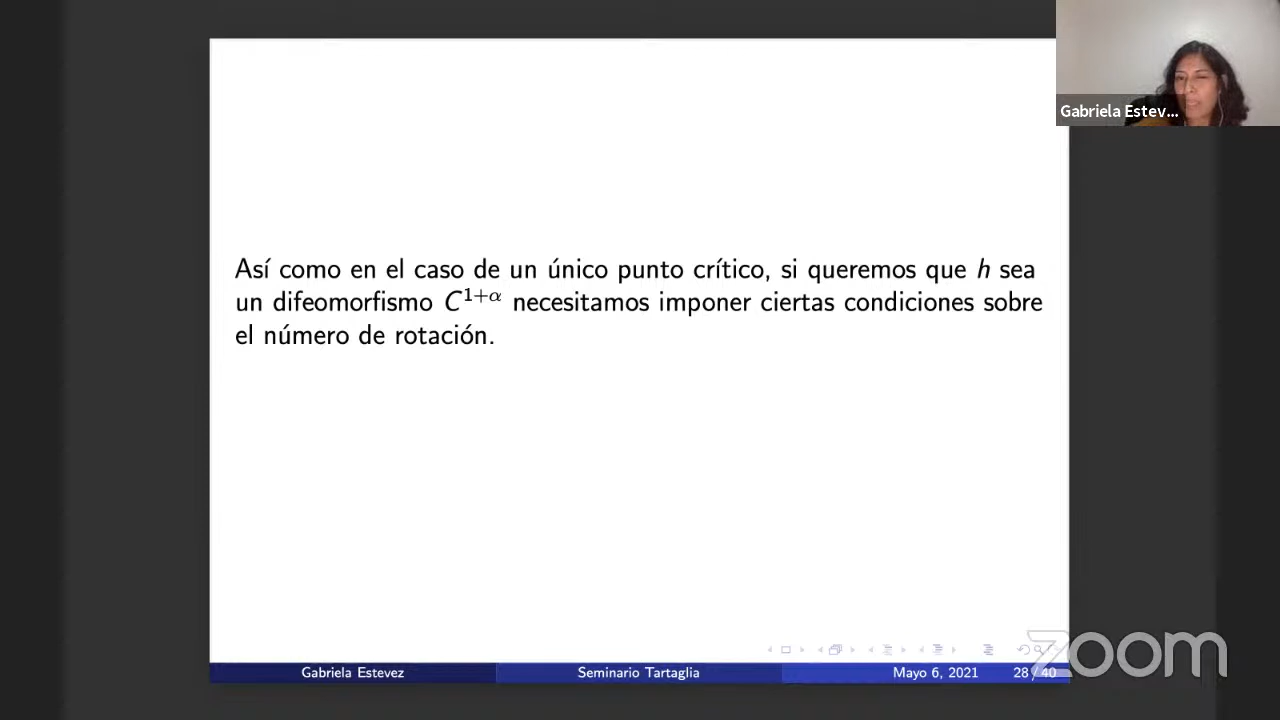 Gabriela Estev...
Así como en el caso de un único punto crítico, si queremos que h sea
un difeomorfismo C^{1+α} necesitamos imponer ciertas condiciones sobre
el número de rotación.
Gabriela Estevez
Seminario Tartaglia
Mayo 6, 2021
28 / 40
zoom